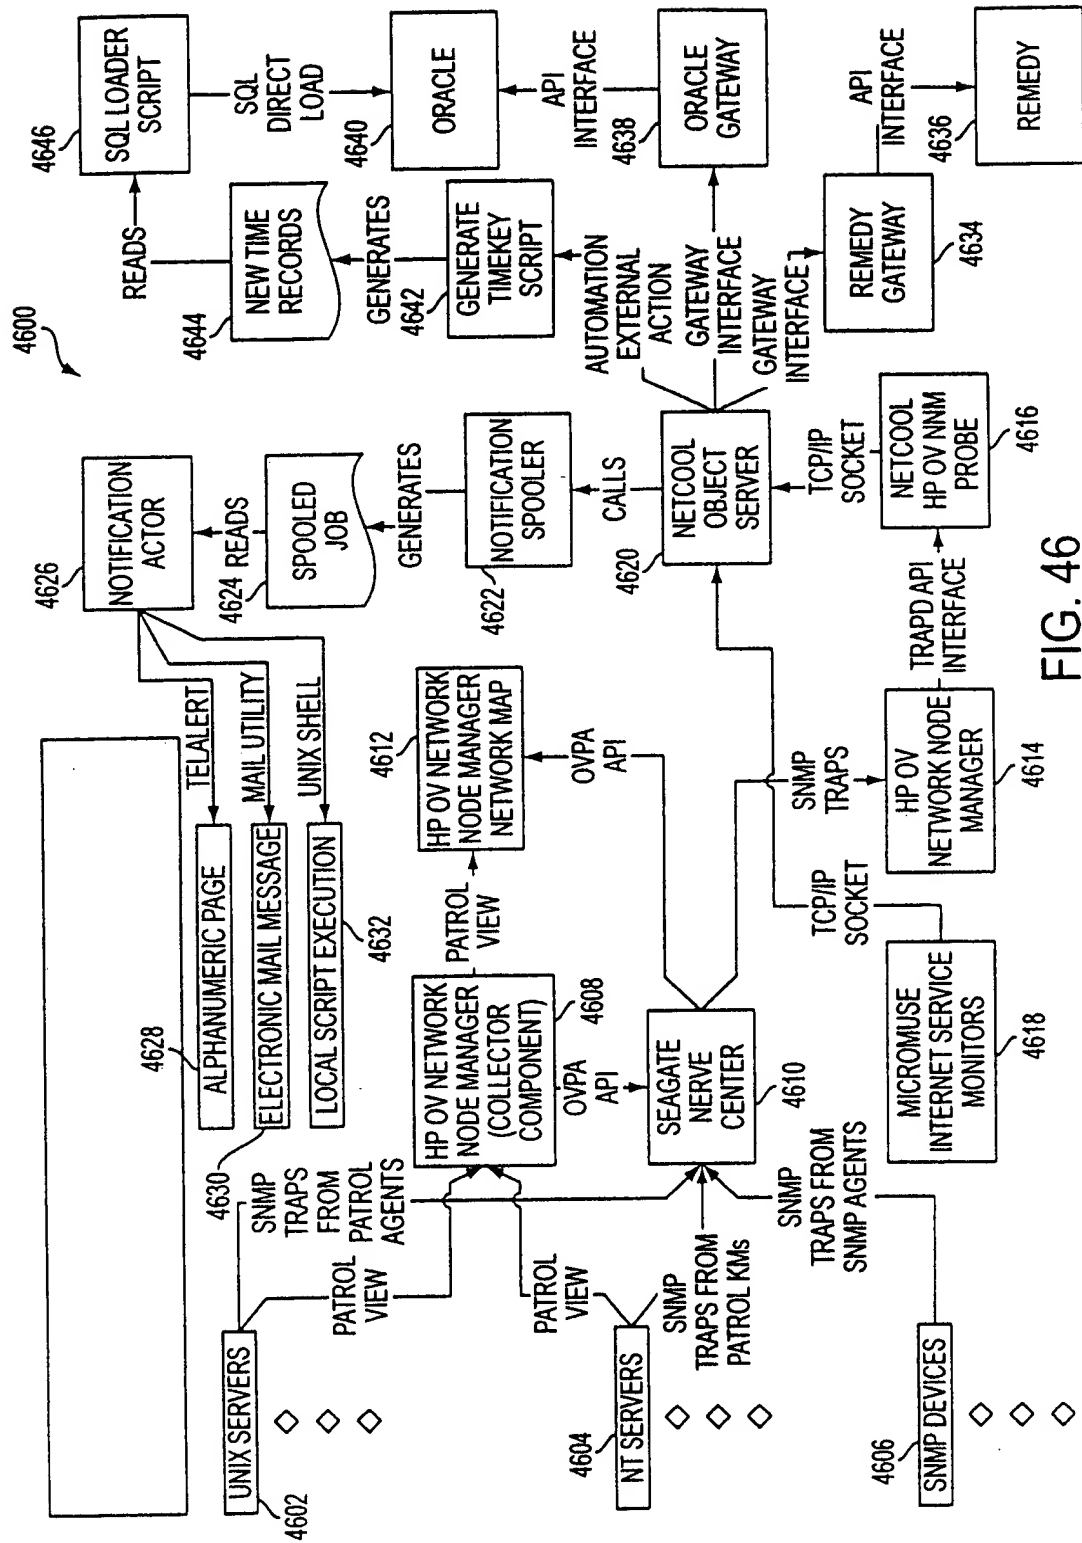 4600
UNIX SERVERS
4602
NT SERVERS
4604
SNMP DEVICES
4606
PATROL
VIEW
SNMP
TRAPS
FROM
PATROL
AGENTS
PATROL
VIEW
SNMP
TRAPS FROM
PATROL KMs
SNMP
TRAPS FROM
SNMP AGENTS
HP OV NETWORK
NODE MANAGER
(COLLECTOR
COMPONENT)
4608
OVPA
API
SEAGATE
NERVE
CENTER
4610
MICROMUSE
INTERNET SERVICE
MONITORS
4618
PATROL
VIEW
HP OV NETWORK
NODE MANAGER
NETWORK MAP
4612
OVPA
API
SNMP
TRAPS
TCP/IP
SOCKET
HP OV
NETWORK NODE
MANAGER
4614
TRAPD API
INTERFACE
NETCOOL
HP OV NNM
PROBE
4616
TCP/IP
SOCKET
NETCOOL
OBJECT
SERVER
4620
CALLS
NOTIFICATION
SPOOLER
4622
GENERATES
SPOOLED
JOB
4624
READS
NOTIFICATION
ACTOR
4626
TELALERT
MAIL UTILITY
UNIX SHELL
ALPHANUMERIC PAGE
4628
ELECTRONIC MAIL MESSAGE
4630
LOCAL SCRIPT EXECUTION
4632
AUTOMATION
EXTERNAL
ACTION
GATEWAY
INTERFACE
GATEWAY
INTERFACE
GENERATE
TIMEKEY
SCRIPT
4642
GENERATES
NEW TIME
RECORDS
4644
READS
SQL LOADER
SCRIPT
4646
SQL
DIRECT
LOAD
ORACLE
4640
API
INTERFACE
ORACLE
GATEWAY
4638
REMEDY
GATEWAY
4634
API
INTERFACE
REMEDY
4636
FIG. 46